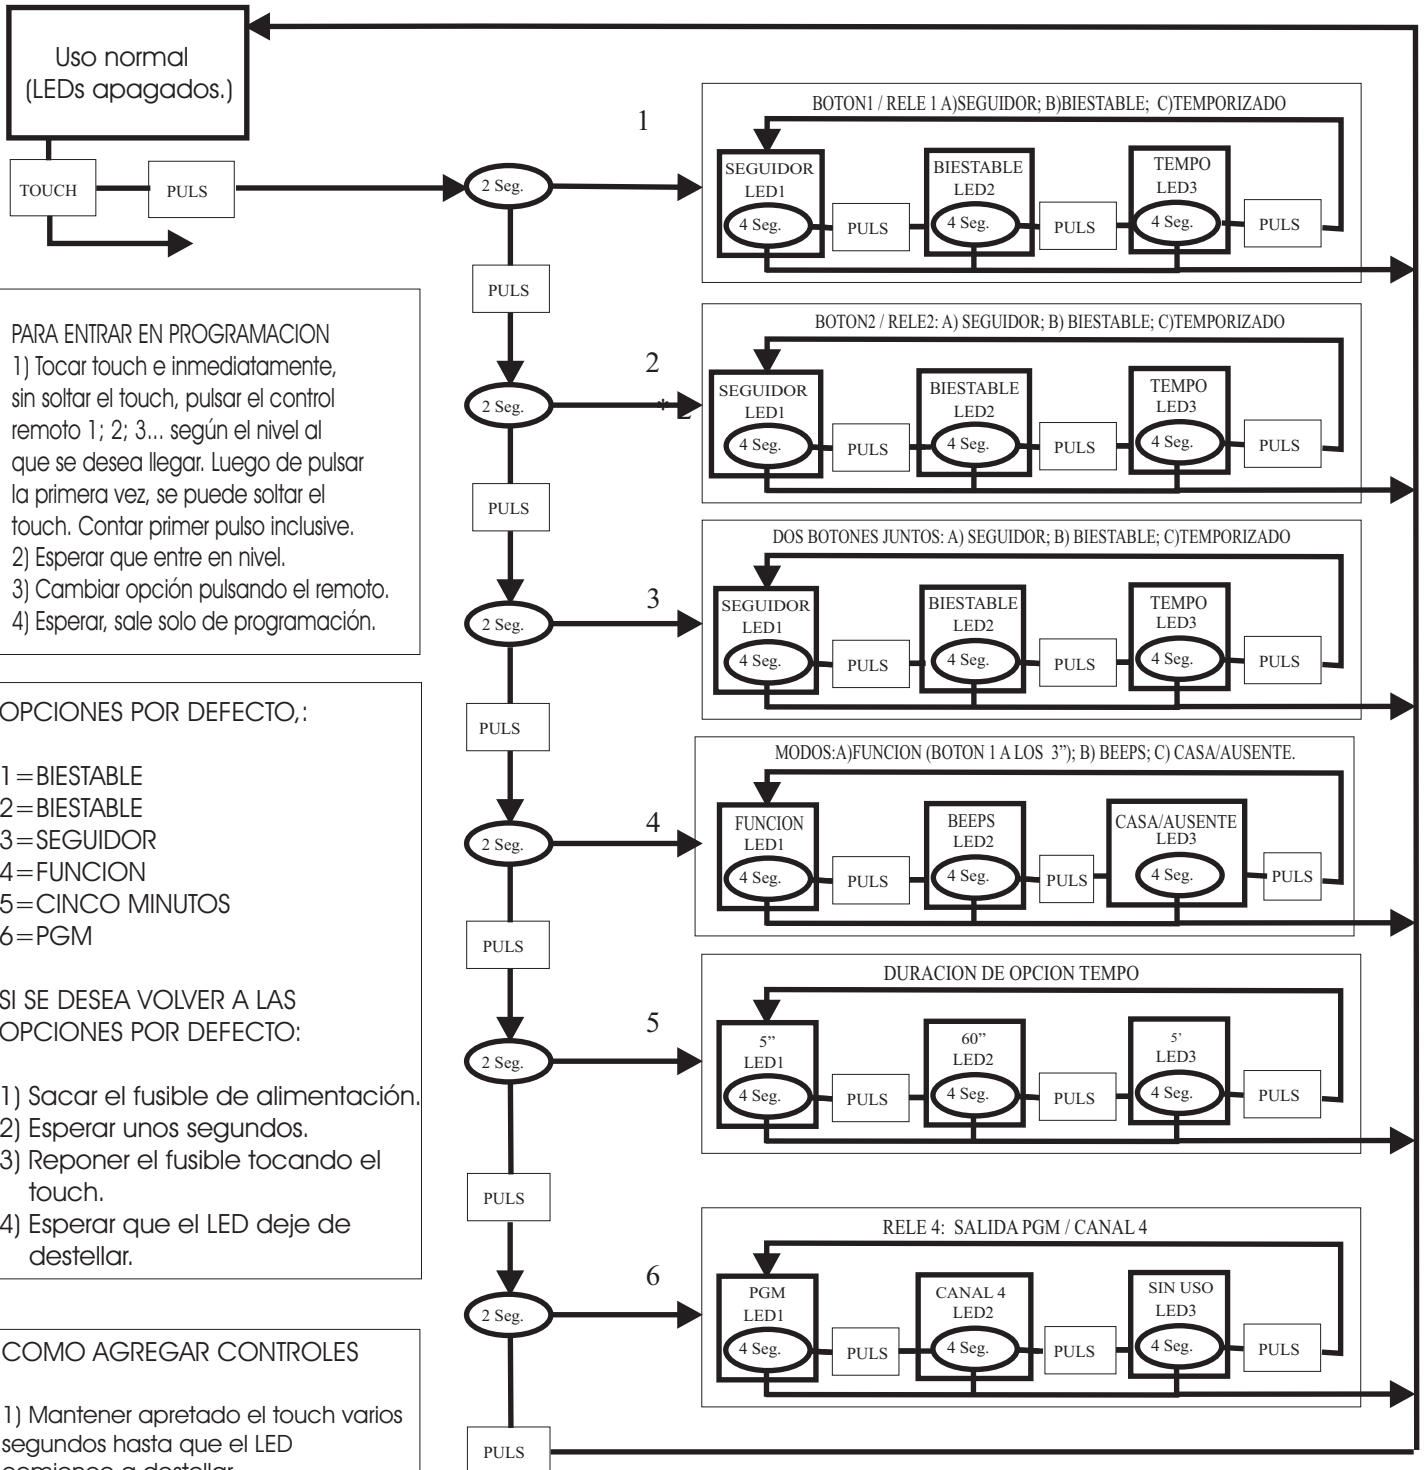 Uso normal
(LEDs apagados.)
TOUCH
PULS
2 Seg.
1
BOTON1 / RELE 1 A)SEGUIDOR; B)BIESTABLE; C)TEMPORIZADO
SEGUIDOR
LED1
4 Seg.
PULS
BIESTABLE
LED2
4 Seg.
PULS
TEMPO
LED3
4 Seg.
PULS
PULS
PARA ENTRAR EN PROGRAMACION
1) Tocar touch e inmediatamente,
sin soltar el touch, pulsar el control
remoto 1; 2; 3... según el nivel al
que se desea llegar. Luego de pulsar
la primera vez, se puede soltar el
touch. Contar primer pulso inclusive.
2) Esperar que entre en nivel.
3) Cambiar opción pulsando el remoto.
4) Esperar, sale solo de programación.
2 Seg.
2
*
BOTON2 / RELE2: A) SEGUIDOR; B) BIESTABLE; C)TEMPORIZADO
SEGUIDOR
LED1
4 Seg.
PULS
BIESTABLE
LED2
4 Seg.
PULS
TEMPO
LED3
4 Seg.
PULS
PULS
2 Seg.
3
DOS BOTONES JUNTOS: A) SEGUIDOR; B) BIESTABLE; C)TEMPORIZADO
SEGUIDOR
LED1
4 Seg.
PULS
BIESTABLE
LED2
4 Seg.
PULS
TEMPO
LED3
4 Seg.
PULS
PULS
OPCIONES POR DEFECTO,:
1=BIESTABLE
2=BIESTABLE
3=SEGUIDOR
4=FUNCION
5=CINCO MINUTOS
6=PGM
SI SE DESEA VOLVER A LAS
OPCIONES POR DEFECTO:
1) Sacar el fusible de alimentación.
2) Esperar unos segundos.
3) Reponer el fusible tocando el
touch.
4) Esperar que el LED deje de
destellar.
2 Seg.
4
MODOS:A)FUNCION (BOTON 1 A LOS 3”); B) BEEPS; C) CASA/AUSENTE.
FUNCION
LED1
4 Seg.
PULS
BEEPS
LED2
4 Seg.
PULS
CASA/AUSENTE
LED3
4 Seg.
PULS
PULS
2 Seg.
5
DURACION DE OPCION TEMPO
5”
LED1
4 Seg.
PULS
60”
LED2
4 Seg.
PULS
5’
LED3
4 Seg.
PULS
PULS
2 Seg.
6
RELE 4: SALIDA PGM / CANAL 4
PGM
LED1
4 Seg.
PULS
CANAL 4
LED2
4 Seg.
PULS
SIN USO
LED3
4 Seg.
PULS
PULS
COMO AGREGAR CONTROLES
1) Mantener apretado el touch varios
segundos hasta que el LED
comience a destellar